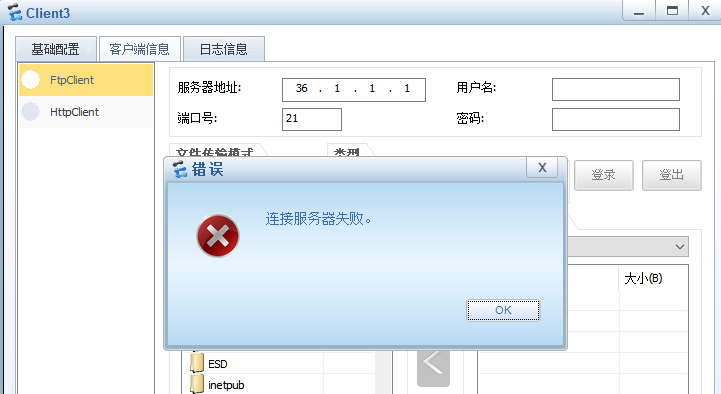 Client3
基础配置
客户端信息
日志信息
FtpClient
HttpClient
服务器地址:
36 . 1 . 1 . 1
用户名:
端口号:
21
密码:
文件传输模式
类型
登录
登出
错误
X
连接服务器失败。
OK
大小(B)
ESD
inetpub